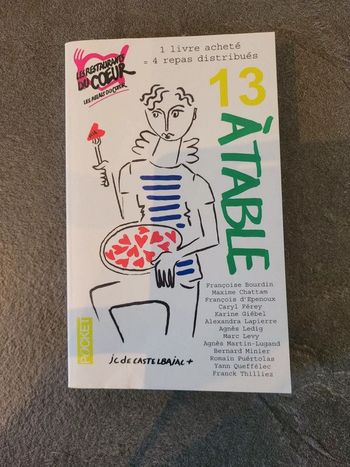 LES RESTAURANTS
DU CŒUR
LES RELAIS DU CŒUR
1 livre acheté
= 4 repas distribués
13
À TABLE
Françoise Bourdin
Maxime Chattam
François d'Epenoux
Caryl Férey
Karine Giébel
Alexandra Lapierre
Agnès Ledig
Marc Levy
Agnès Martin-Lugand
Bernard Minier
Romain Puértolas
Yann Queffélec
Franck Thilliez
POCKET
jc de CASTELBAJAC +